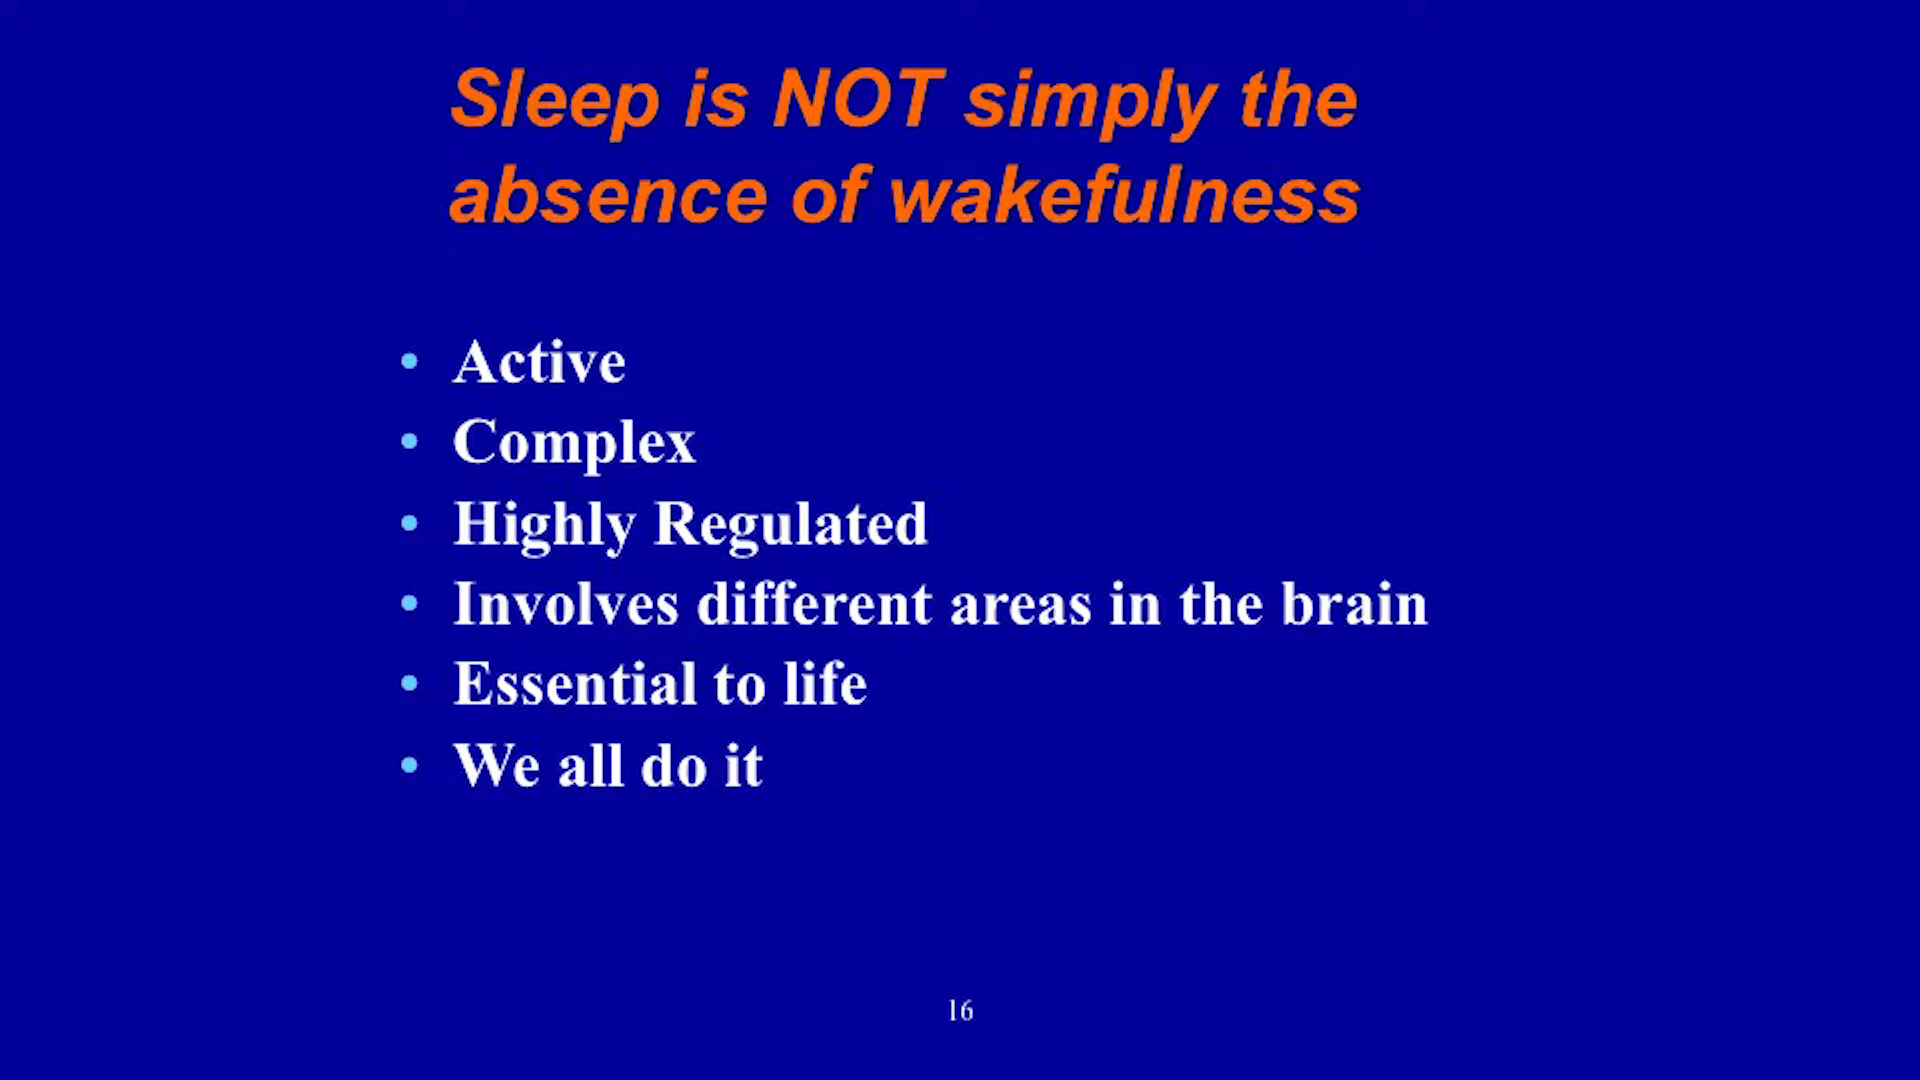 Sleep is NOT simply the
absence of wakefulness
• Active
• Complex
• Highly Regulated
• Involves different areas in the brain
• Essential to life
• We all do it
16